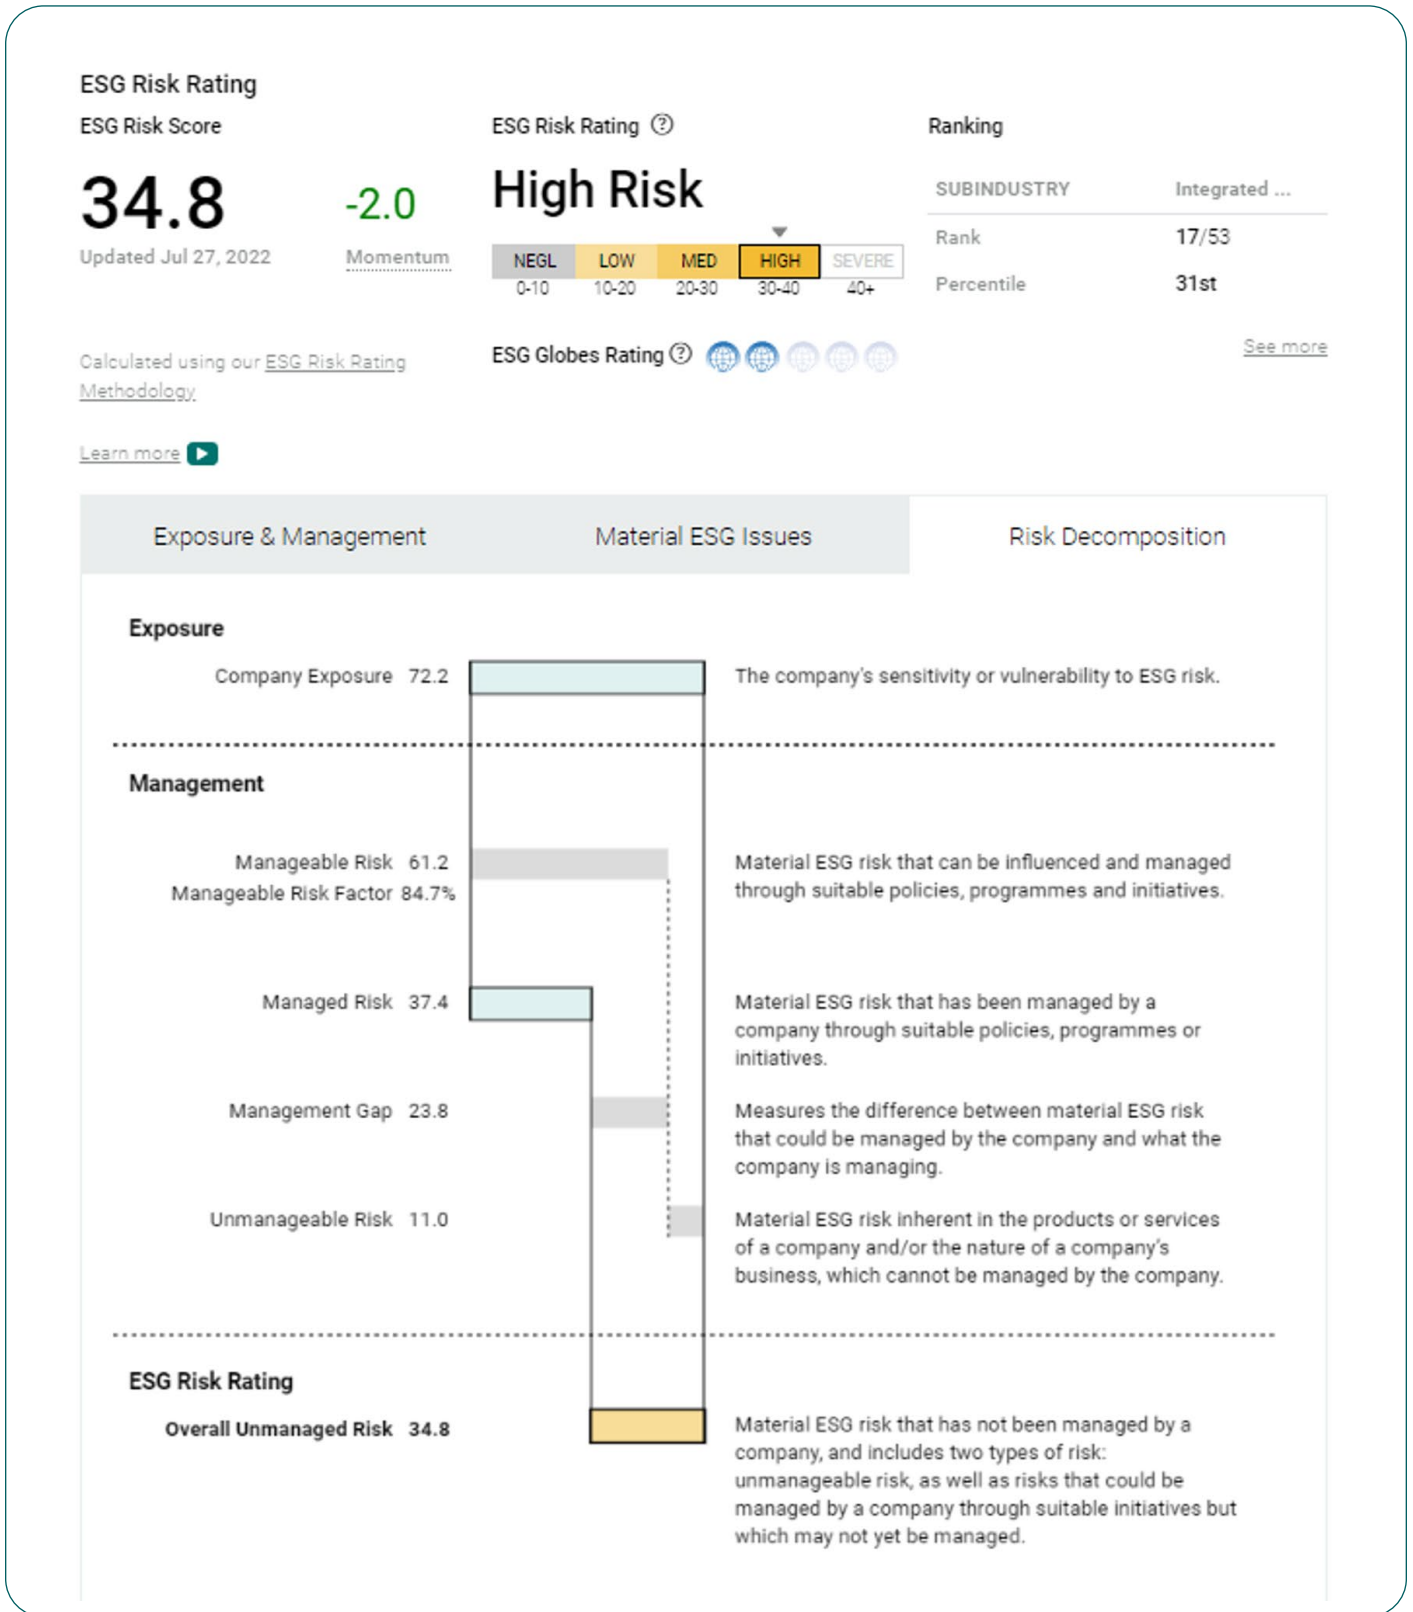 ESG Risk Rating
ESG Risk Score
34.8
-2.0
Updated Jul 27, 2022
Momentum
Calculated using our ESG Risk Rating
Methodology
Learn more
ESG Risk Rating ?
High Risk
NEGL LOW MED HIGH SEVERE
0-10 10-20 20-30 30-40 40+
ESG Globes Rating ?
Ranking
SUBINDUSTRY Integrated ...
Rank 17/53
Percentile 31st
See more
Exposure & Management
Material ESG Issues
Risk Decomposition
Exposure
Company Exposure 72.2
The company's sensitivity or vulnerability to ESG risk.
Management
Manageable Risk 61.2
Manageable Risk Factor 84.7%
Material ESG risk that can be influenced and managed
through suitable policies, programmes and initiatives.
Managed Risk 37.4
Material ESG risk that has been managed by a
company through suitable policies, programmes or
initiatives.
Management Gap 23.8
Measures the difference between material ESG risk
that could be managed by the company and what the
company is managing.
Unmanageable Risk 11.0
Material ESG risk inherent in the products or services
of a company and/or the nature of a company's
business, which cannot be managed by the company.
ESG Risk Rating
Overall Unmanaged Risk 34.8
Material ESG risk that has not been managed by a
company, and includes two types of risk:
unmanageable risk, as well as risks that could be
managed by a company through suitable initiatives but
which may not yet be managed.